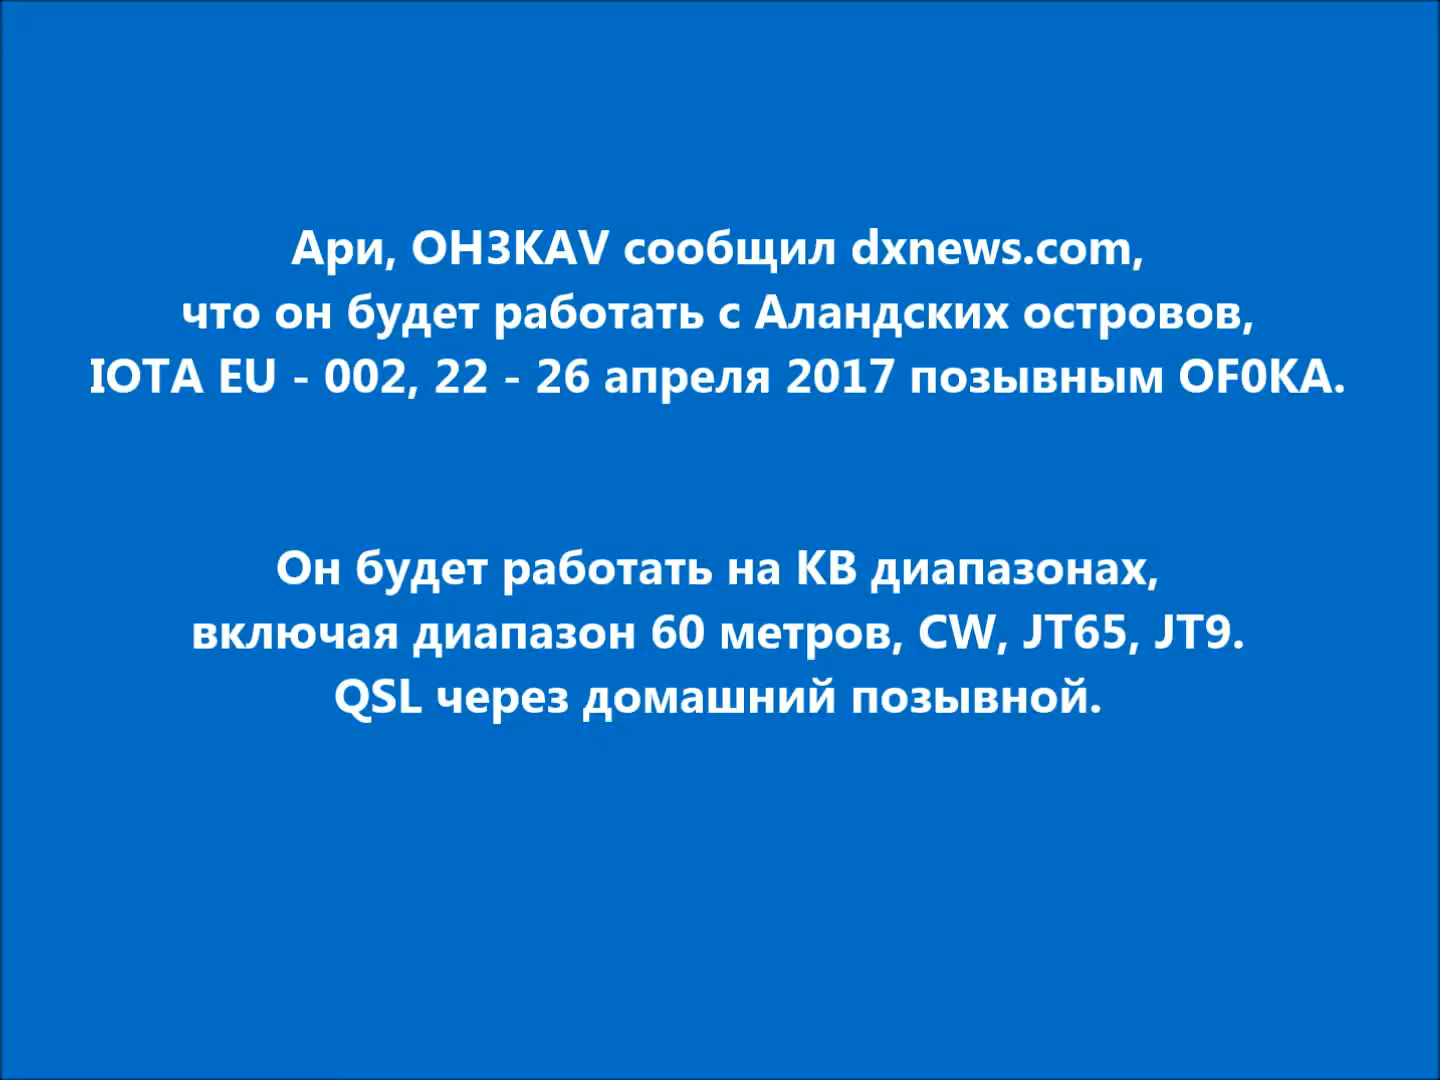 Ари, OH3KAV сообщил dxnews.com,
что он будет работать с Аландских островов,
IOTA EU - 002, 22 - 26 апреля 2017 позывным OF0KA.
Он будет работать на КВ диапазонах,
включая диапазон 60 метров, CW, JT65, JT9.
QSL через домашний позывной.